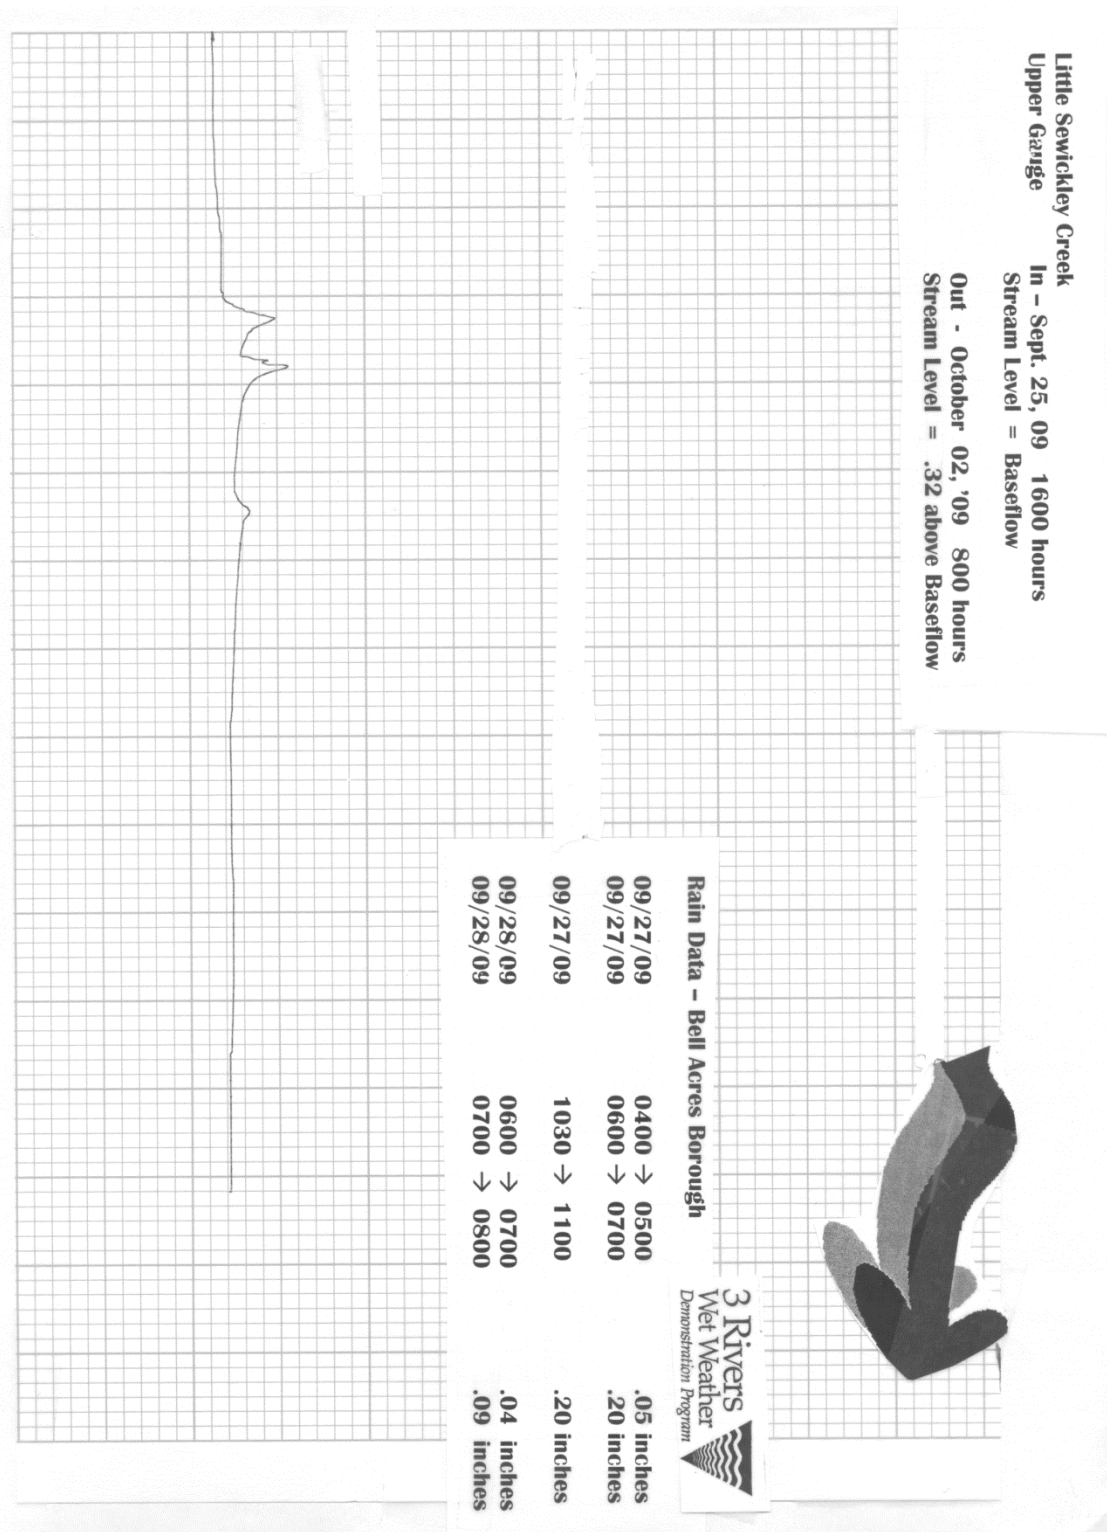 Little Sewickley Creek
Upper Gauge In – Sept. 25, 09 1600 hours
Stream Level = Baseflow
Out - October 02, '09 800 hours
Stream Level = .32 above Baseflow
Rain Data – Bell Acres Borough
09/27/09 0400 → 0500 .05 inches
09/27/09 0600 → 0700 .20 inches
09/27/09 1030 → 1100 .20 inches
09/28/09 0600 → 0700 .04 inches
09/28/09 0700 → 0800 .09 inches
3 Rivers
Wet Weather
Demonstration Program